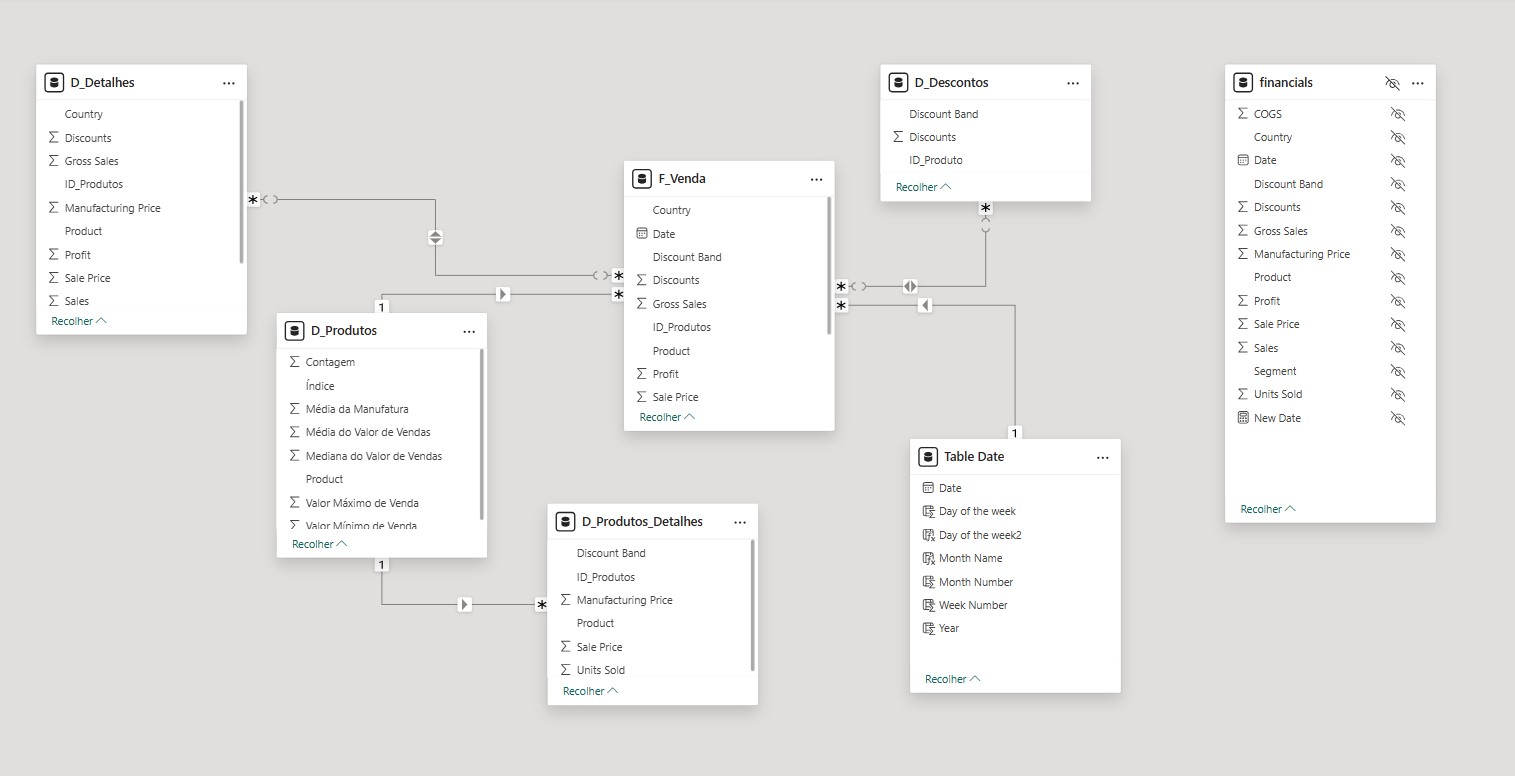 D_Detalhes
Country
Discounts
Gross Sales
ID_Produtos
Manufacturing Price
Product
Profit
Sale Price
Sales
Recolher
*
*
D_Produtos
Contagem
Índice
Média da Manufatura
Média do Valor de Vendas
Mediana do Valor de Vendas
Product
Valor Máximo de Venda
Valor Mínimo de Venda
Recolher
1
*
1
*
D_Produtos_Detalhes
Discount Band
ID_Produtos
Manufacturing Price
Product
Sale Price
Units Sold
Recolher
F_Venda
Country
Date
Discount Band
Discounts
Gross Sales
ID_Produtos
Product
Profit
Sale Price
Recolher
*
*
D_Descontos
Discount Band
Discounts
ID_Produto
Recolher
*
1
Table Date
Date
Day of the week
Day of the week2
Month Name
Month Number
Week Number
Year
Recolher
financials
COGS
Country
Date
Discount Band
Discounts
Gross Sales
Manufacturing Price
Product
Profit
Sale Price
Sales
Segment
Units Sold
New Date
Recolher